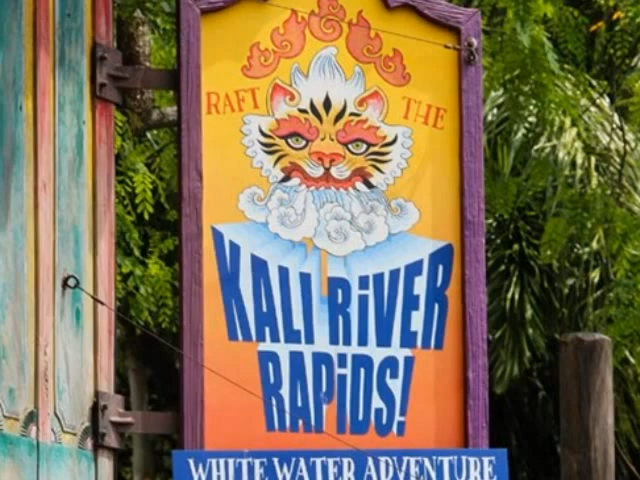 RAFT THE
KALI RIVER
RAPIDS!
WHITE WATER ADVENTURE